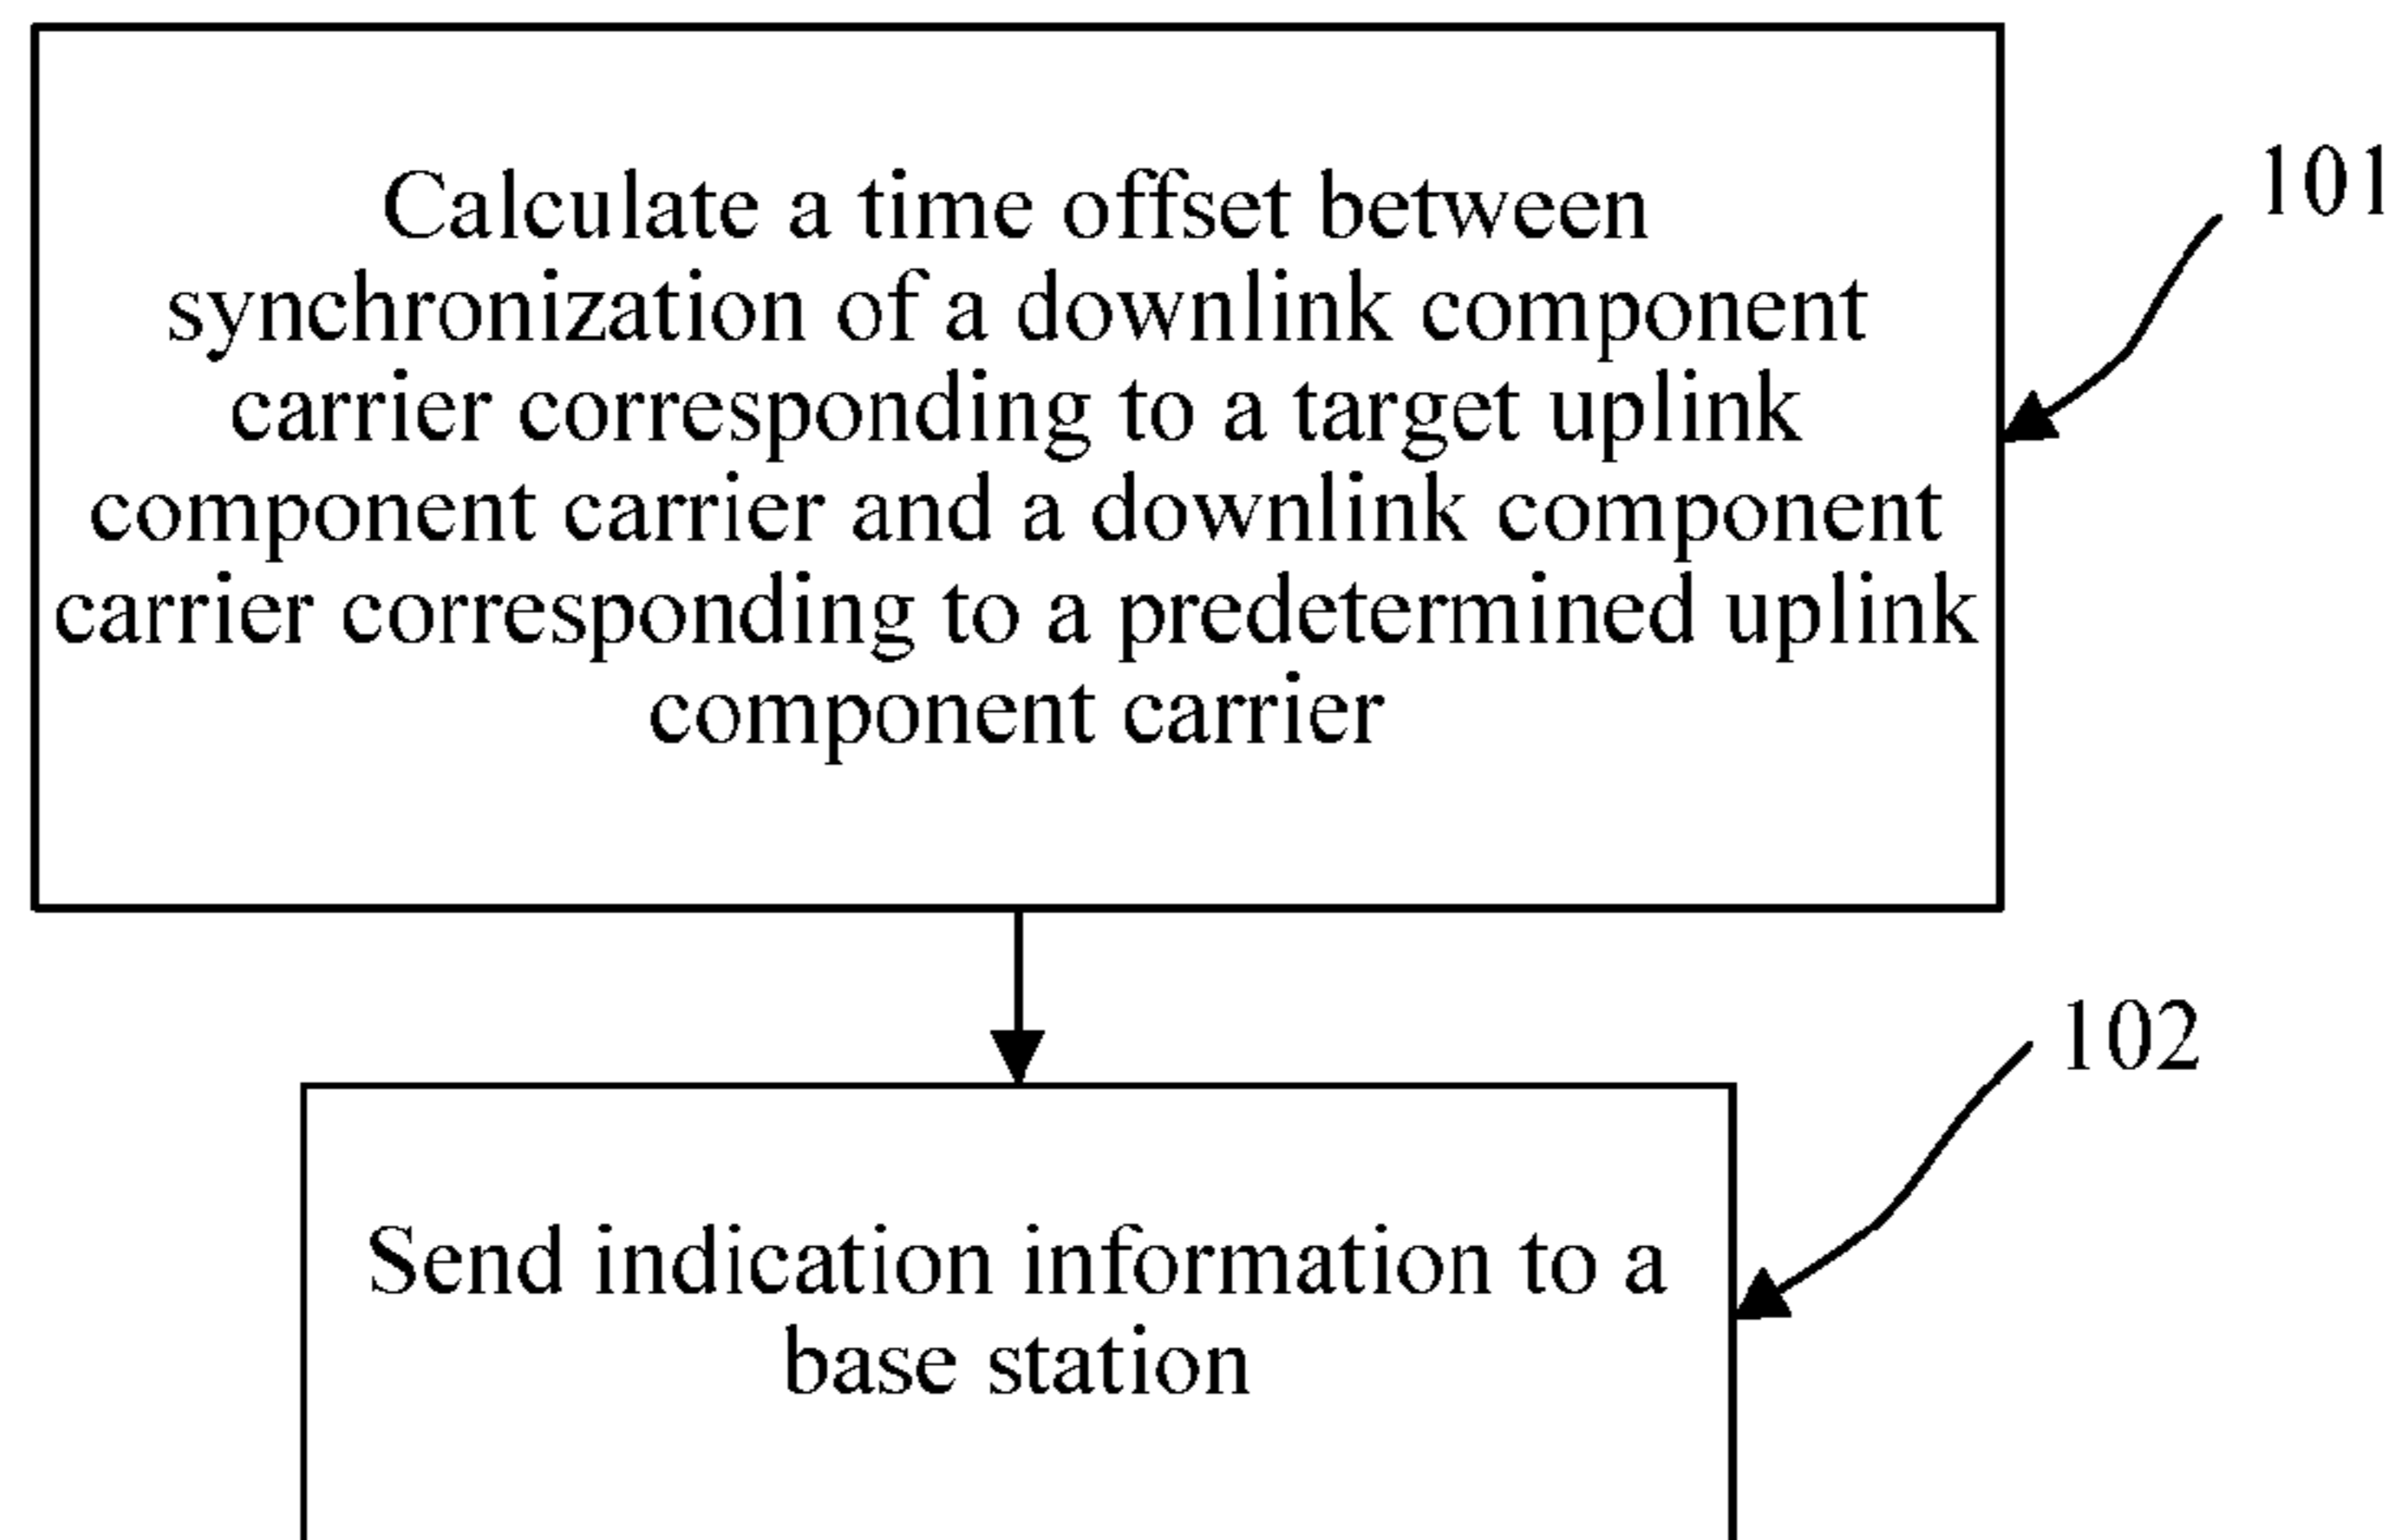 Calculate a time offset between
synchronization of a downlink component
carrier corresponding to a target uplink
component carrier and a downlink component
carrier corresponding to a predetermined uplink
component carrier
101
102
Send indication information to a
base station